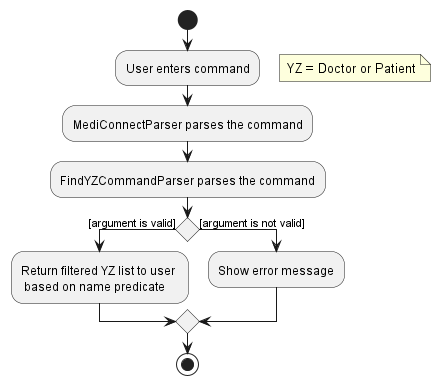 User enters command
YZ = Doctor or Patient
MediConnectParser parses the command
FindYZCommandParser parses the command
[argument is valid]
[argument is not valid]
Return filtered YZ list to user
based on name predicate
Show error message